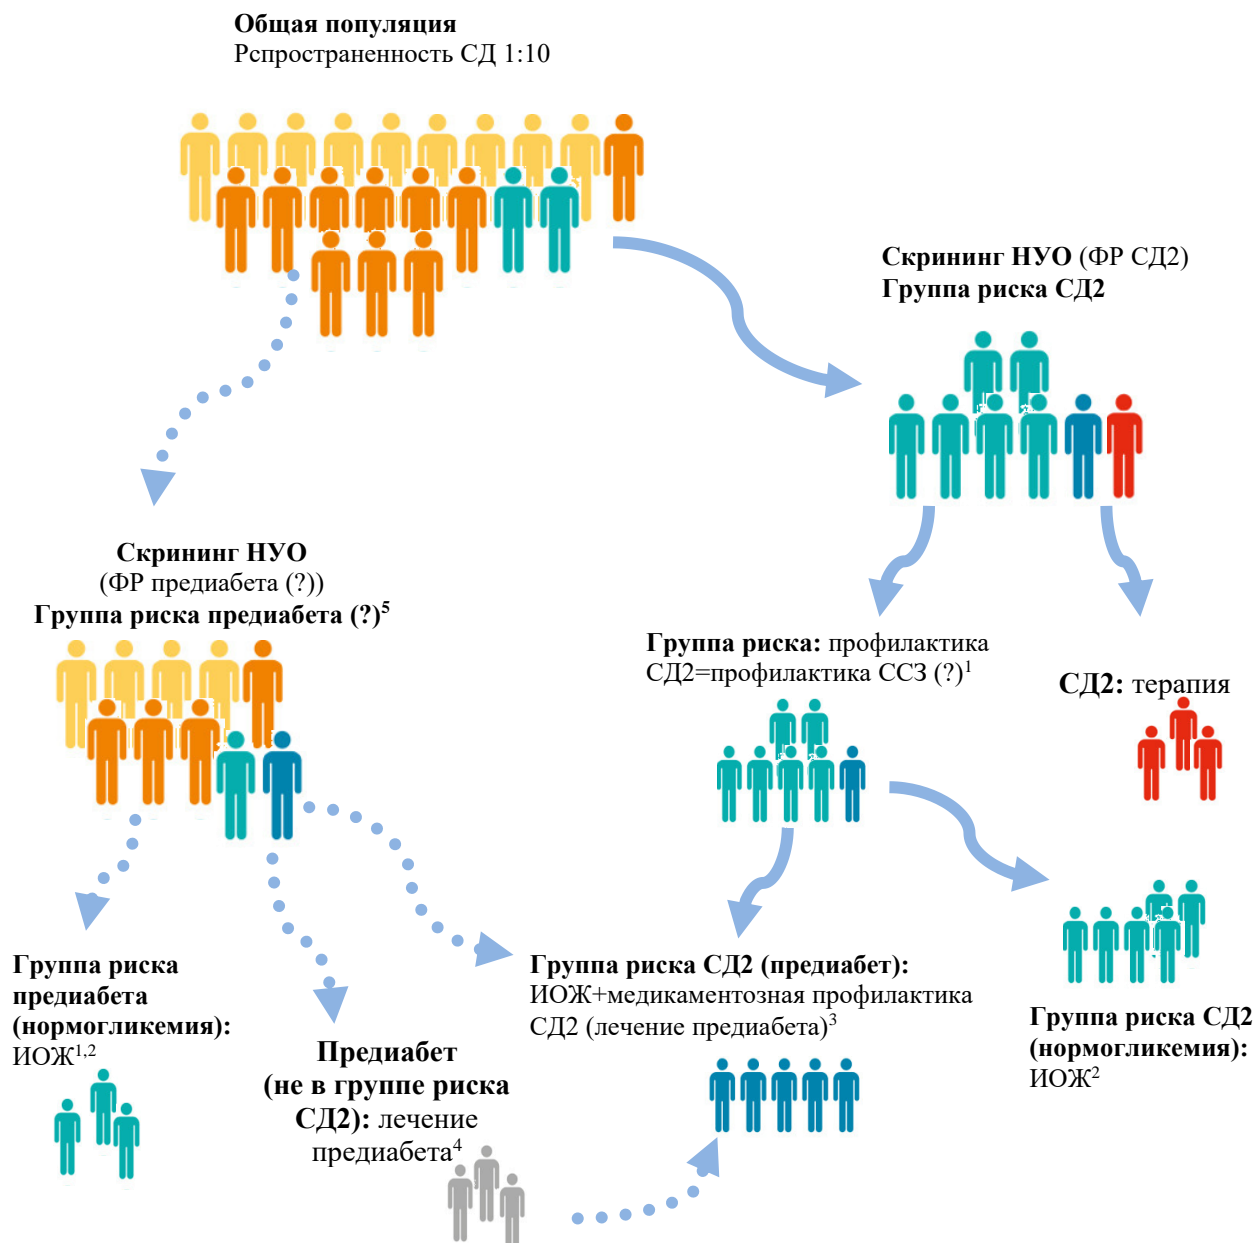 Общая популяция
Рспространенность СД 1:10
Скрининг НУО (ФР СД2)
Группа риска СД2
Скрининг НУО
(ФР предиабета (?))
Группа риска предиабета (?)⁵
Группа риска: профилактика
СД2=профилактика ССЗ (?)¹
СД2: терапия
Группа риска
предиабета
(нормогликемия):
ИОЖ¹,²
Предиабет
(не в группе риска
СД2): лечение
предиабета⁴
Группа риска СД2 (предиабет):
ИОЖ+медикаментозная профилактика
СД2 (лечение предиабета)³
Группа риска СД2
(нормогликемия):
ИОЖ²